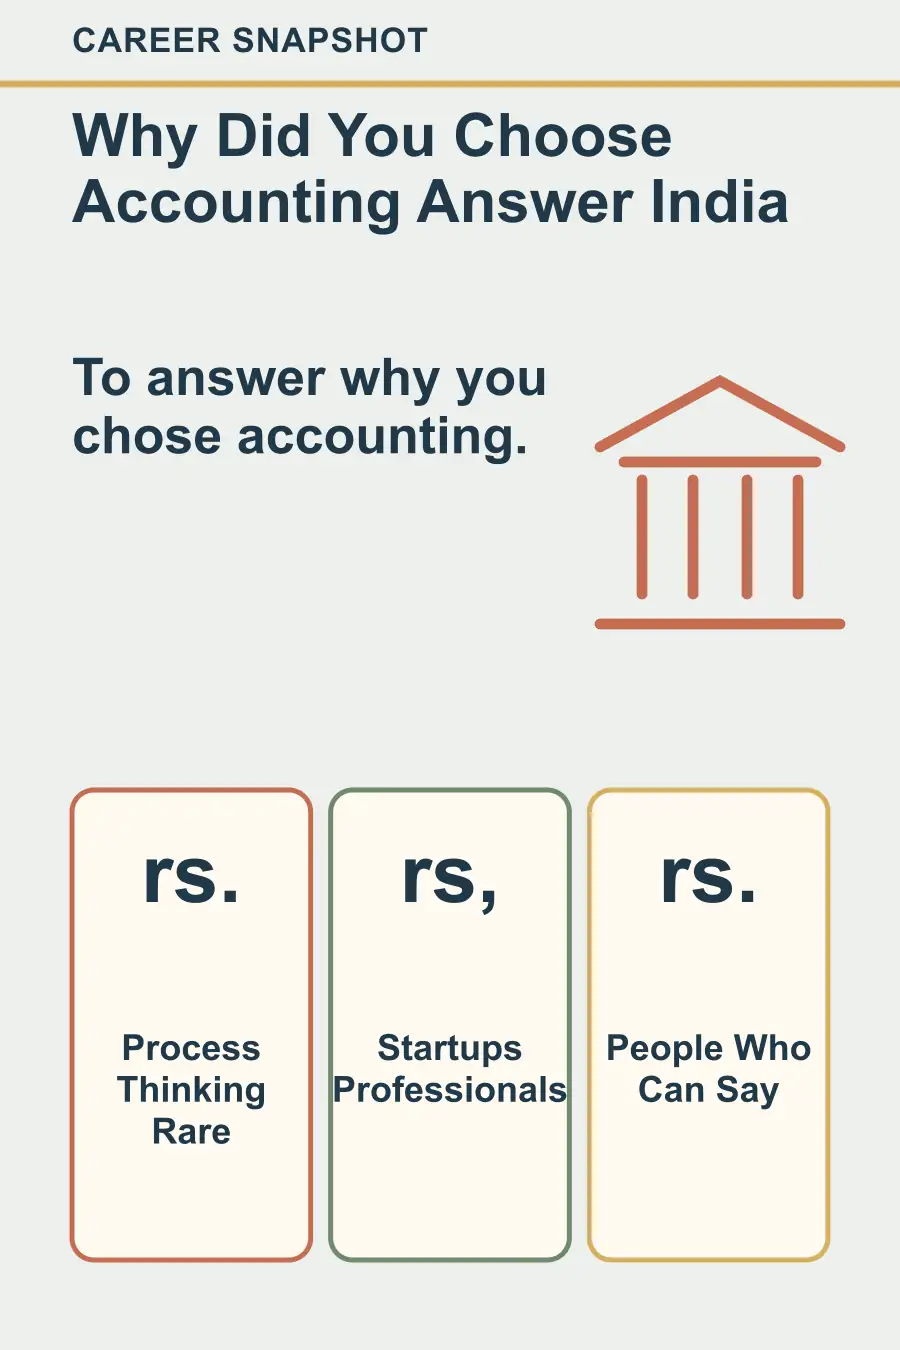 CAREER SNAPSHOT
Why Did You Choose
Accounting Answer India
To answer why you
chose accounting.
rs.
Process
Thinking
Rare
rs,
Startups
Professionals
rs.
People Who
Can Say